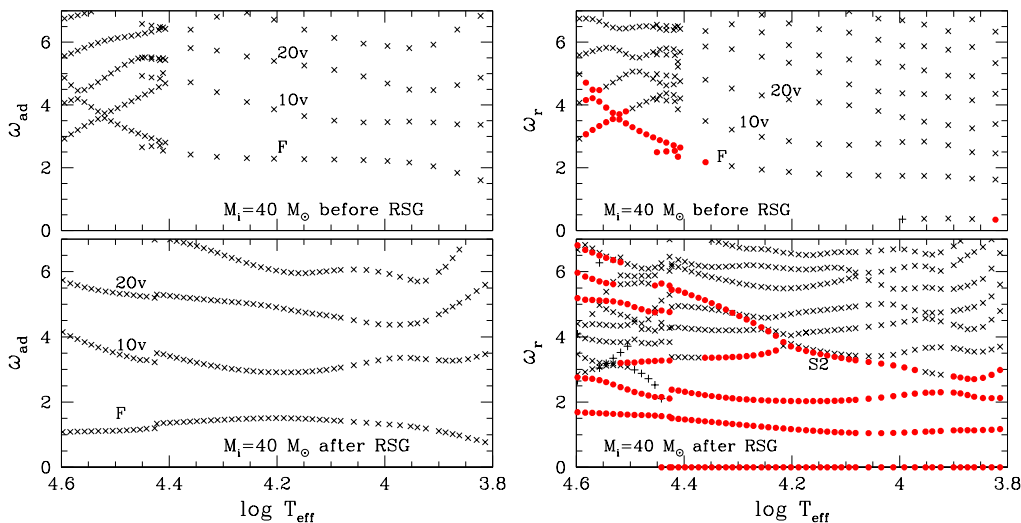 6
4
2
0
ω_ad
20v
10v
F
M_i=40 M_⊙ before RSG
6
4
2
0
ω_r
20v
10v
F
M_i=40 M_⊙ before RSG
6
4
2
0
ω_ad
20v
10v
F
M_i=40 M_⊙ after RSG
4.6
4.4
4.2
4
3.8
log T_eff
6
4
2
0
ω_r
S2
M_i=40 M_⊙ after RSG
4.6
4.4
4.2
4
3.8
log T_eff